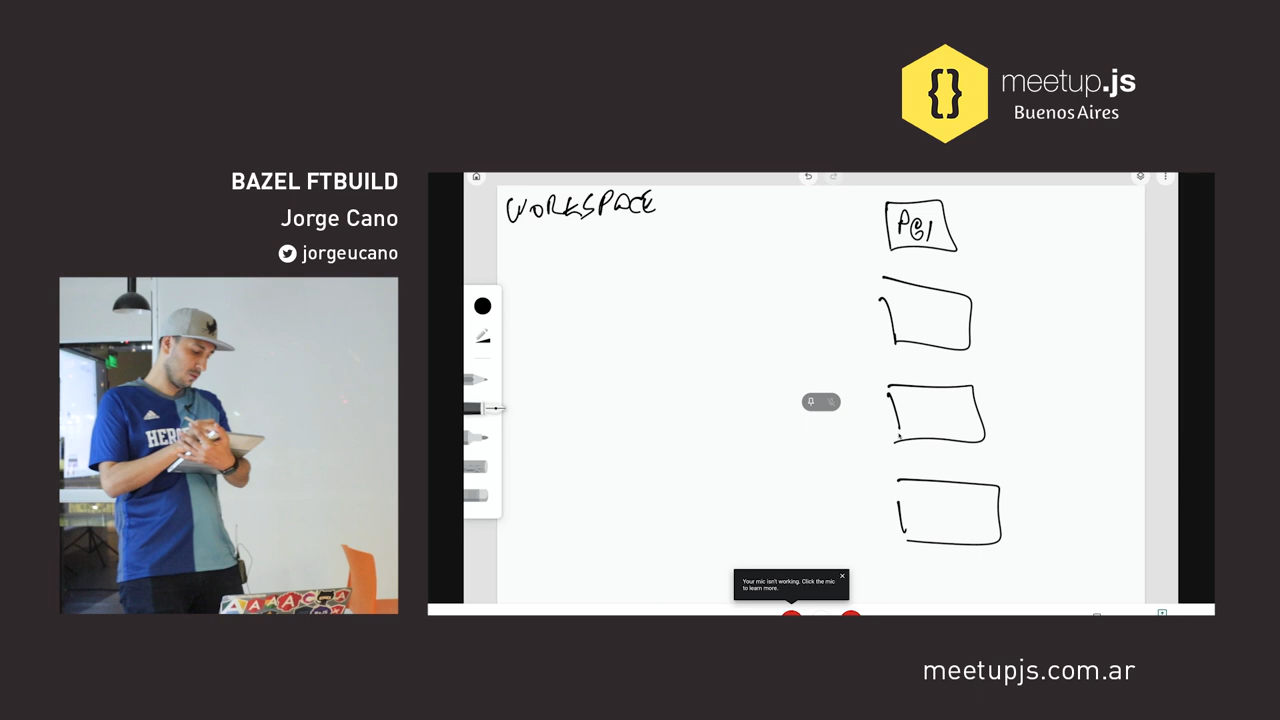 {}
meetup.js
Buenos Aires
BAZEL FTBUILD
Jorge Cano
jorgeucano
WORKSPACE
Your mic isn't working. Click the mic
to learn more.
meetupjs.com.ar